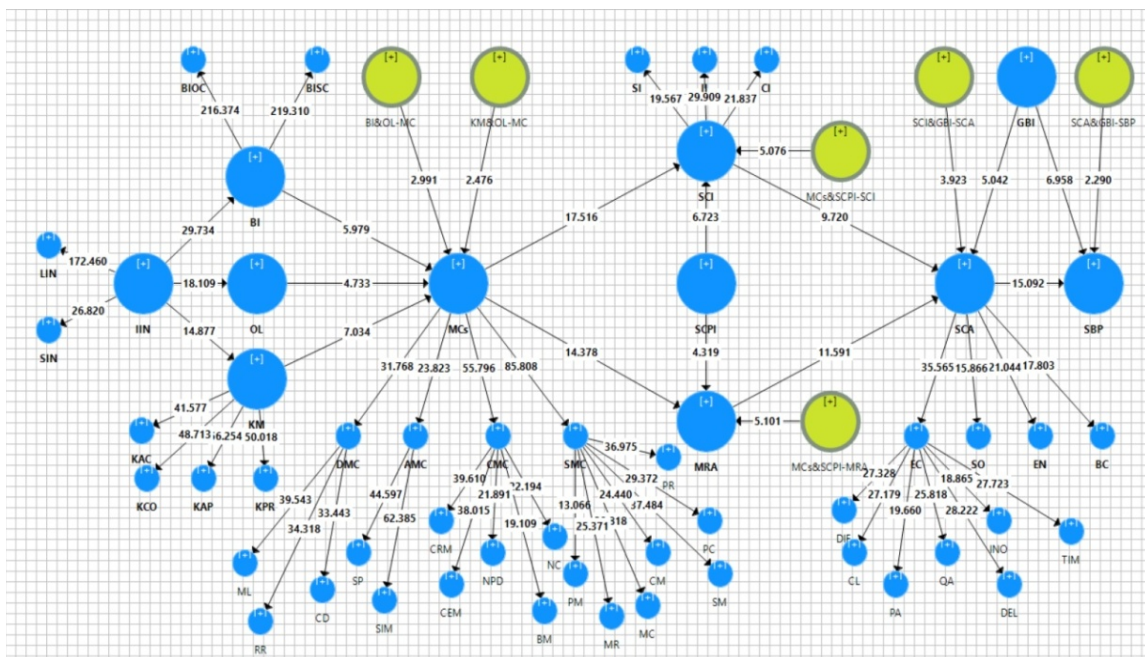 [+] [+] [+] [+] [+] [+] [+] [+] [+] [+]
BIOC BISC SI II CI
216.374 219.310 19.567 29.909 21.837
BI&OL-MC KM&OL-MC SCI&GBI-SCA GBI SCA&GBI-SBP
[+] [+] 5.076 [+]
BI SCI MCs&SCPI-SCI
2.991 2.476 3.923 5.042 6.958 2.290
29.734 5.979 17.516 6.723 9.720
[+] LIN 172.460
[+] [+] [+] [+] [+] [+]
18.109 4.733 15.092
IIN OL MCs SCPI SCA SBP
[+] SIN 26.820
14.877 7.034 14.378 4.319 11.591
31.768 23.823 55.796 85.808 35.565 15.866 21.044 17.803
[+] [+] [+]
KM MRA 5.101 MCs&SCPI-MRA
41.577 48.713 50.018
[+] [+] [+] [+] [+] [+] [+] [+] [+]
KAC DMC AMC CMC SMC 36.975 EC SO EN BC
[+] PR
[+] [+] [+]
KCO KAP KPR
39.543 34.318 33.443 44.597 62.385 39.610 38.015 21.891 19.109 13.066 25.371 24.440 37.484 29.372
27.328 27.179 19.660 25.818 18.865 28.222 27.723
[+] [+] [+] [+] [+] [+]
CRM NC PC DIF INO TIM
[+] [+] [+] [+] [+] [+] [+]
ML SP NPD PM CM CL QA
[+] [+] [+] [+] [+] [+]
CD SIM CEM SM PA DEL
[+] [+] [+] [+]
RR BM MR MC